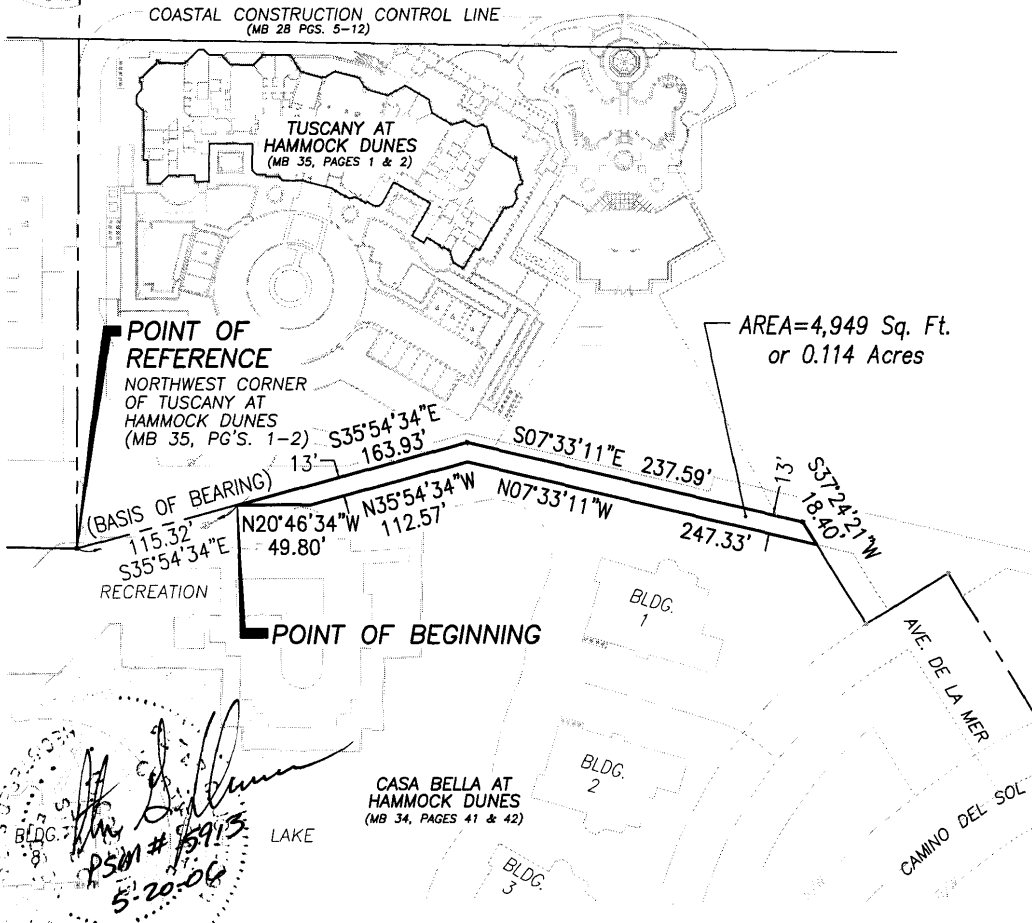 COASTAL CONSTRUCTION CONTROL LINE
(MB 28 PGS. 5-12)
TUSCANY AT
HAMMOCK DUNES
(MB 35, PAGES 1 & 2)
POINT OF
REFERENCE
NORTHWEST CORNER
OF TUSCANY AT
HAMMOCK DUNES
(MB 35, PG'S. 1-2)
AREA=4,949 Sq. Ft.
or 0.114 Acres
S35°54'34"E
163.93'
13'
S07°33'11"E 237.59'
13'
S37°24'21"W
18.40'
(BASIS OF BEARING)
115.32'
S35°54'34"E
N20°46'34"W
49.80'
N35°54'34"W
112.57'
N07°33'11"W
247.33'
RECREATION
POINT OF BEGINNING
BLDG.
1
AVE. DE LA MER
BLDG.
2
CASA BELLA AT
HAMMOCK DUNES
(MB 34, PAGES 41 & 42)
CAMINO DEL SOL
BLDG.
3
BLDG.
8
LAKE
PSM # 5913
5-20-06